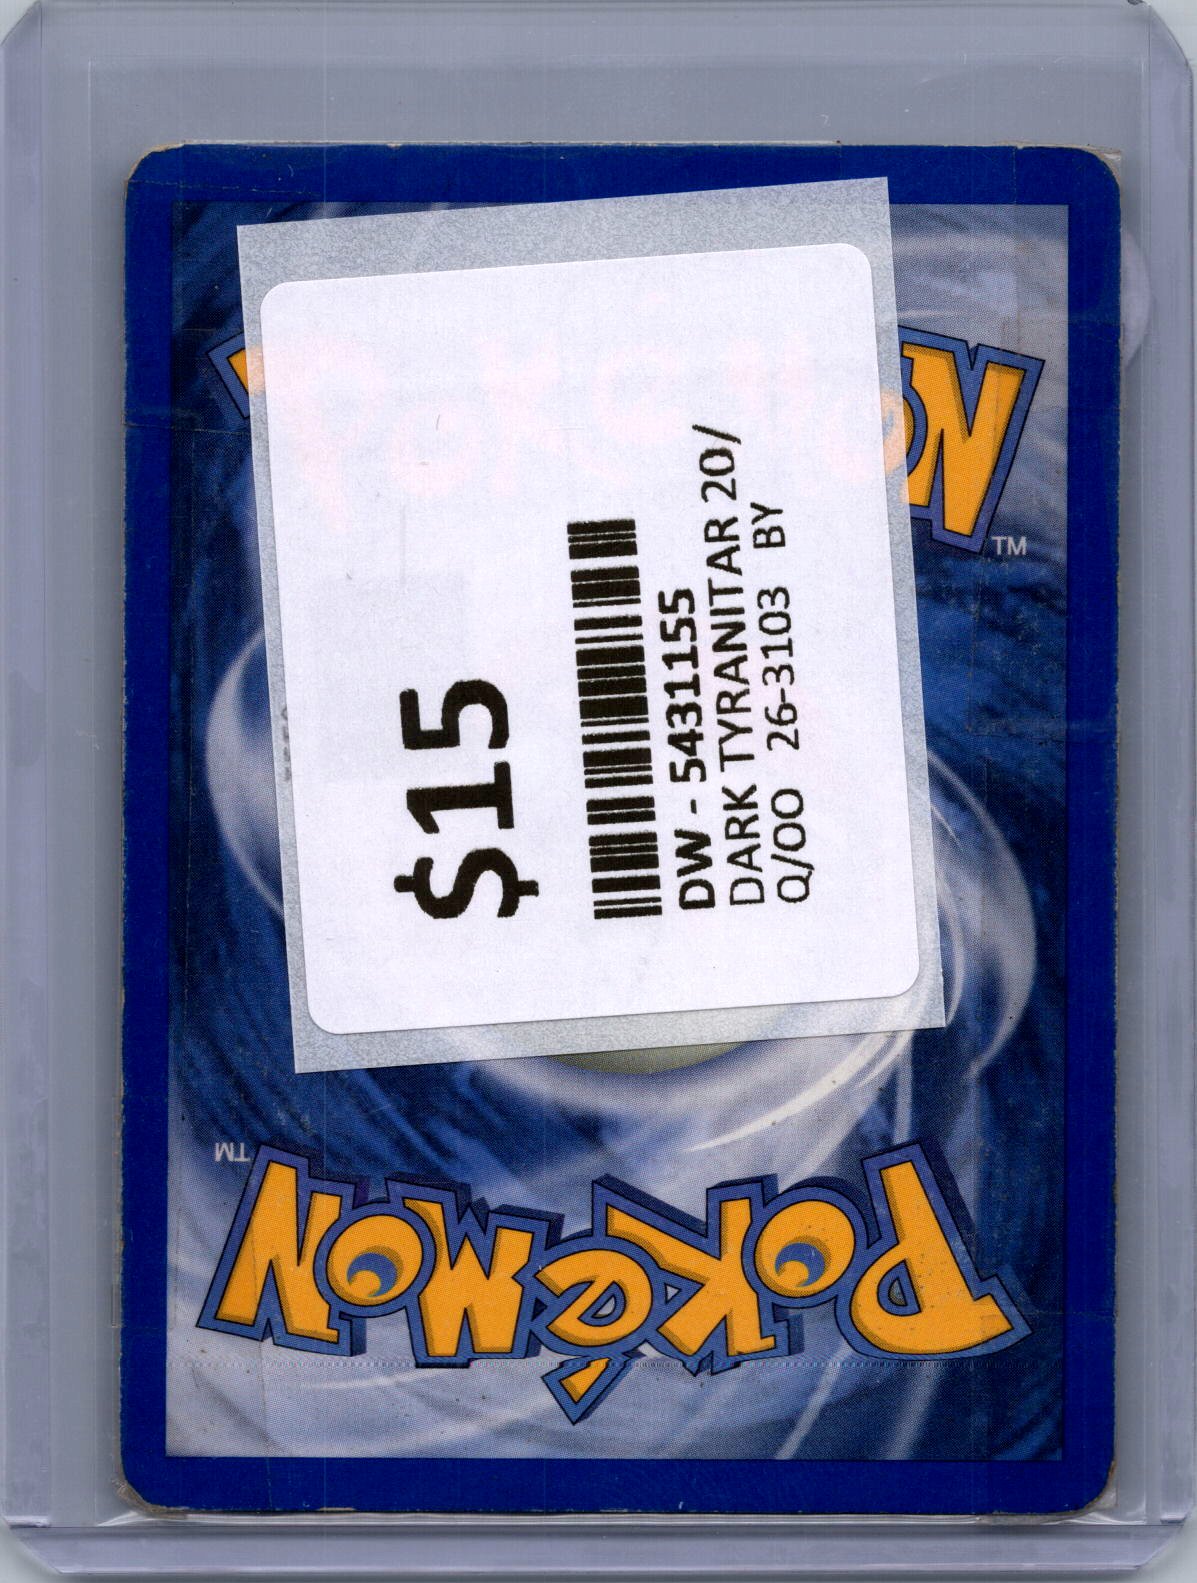 $15
DW - 5431155
DARK TYRANITAR 20/
Q/OO 26-3103 BY
TM
TM
POKéMON